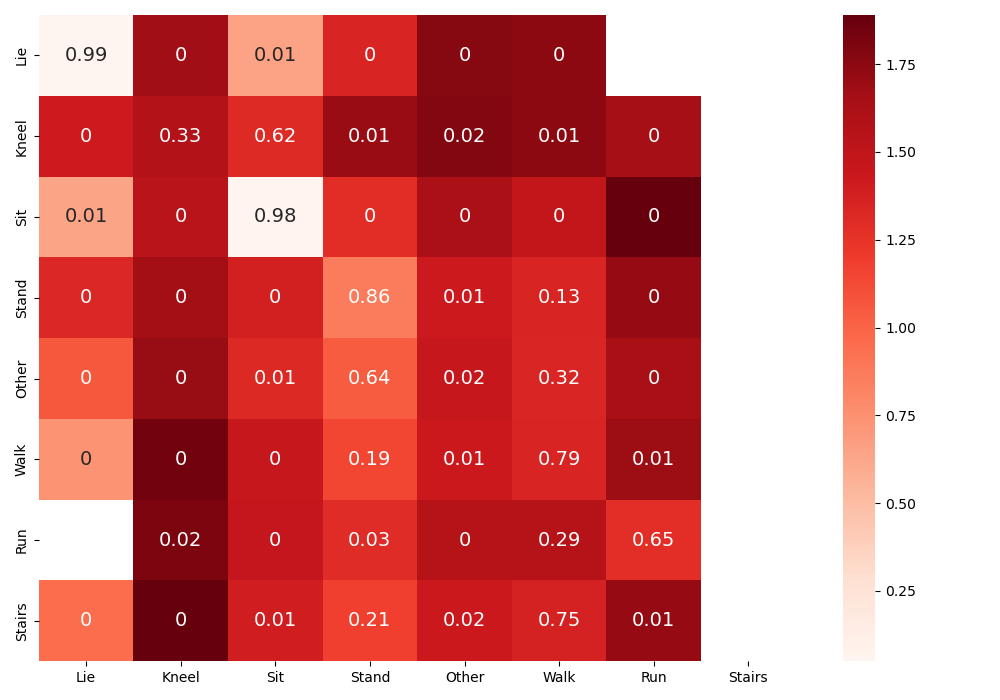 Lie 0.99 0 0.01 0 0 0
Kneel 0 0.33 0.62 0.01 0.02 0.01 0
Sit 0.01 0 0.98 0 0 0 0
Stand 0 0 0 0.86 0.01 0.13 0
Other 0 0 0.01 0.64 0.02 0.32 0
Walk 0 0 0 0.19 0.01 0.79 0.01
Run 0.02 0 0.03 0 0.29 0.65
Stairs 0 0 0.01 0.21 0.02 0.75 0.01
Lie Kneel Sit Stand Other Walk Run Stairs
1.75
1.50
1.25
1.00
0.75
0.50
0.25